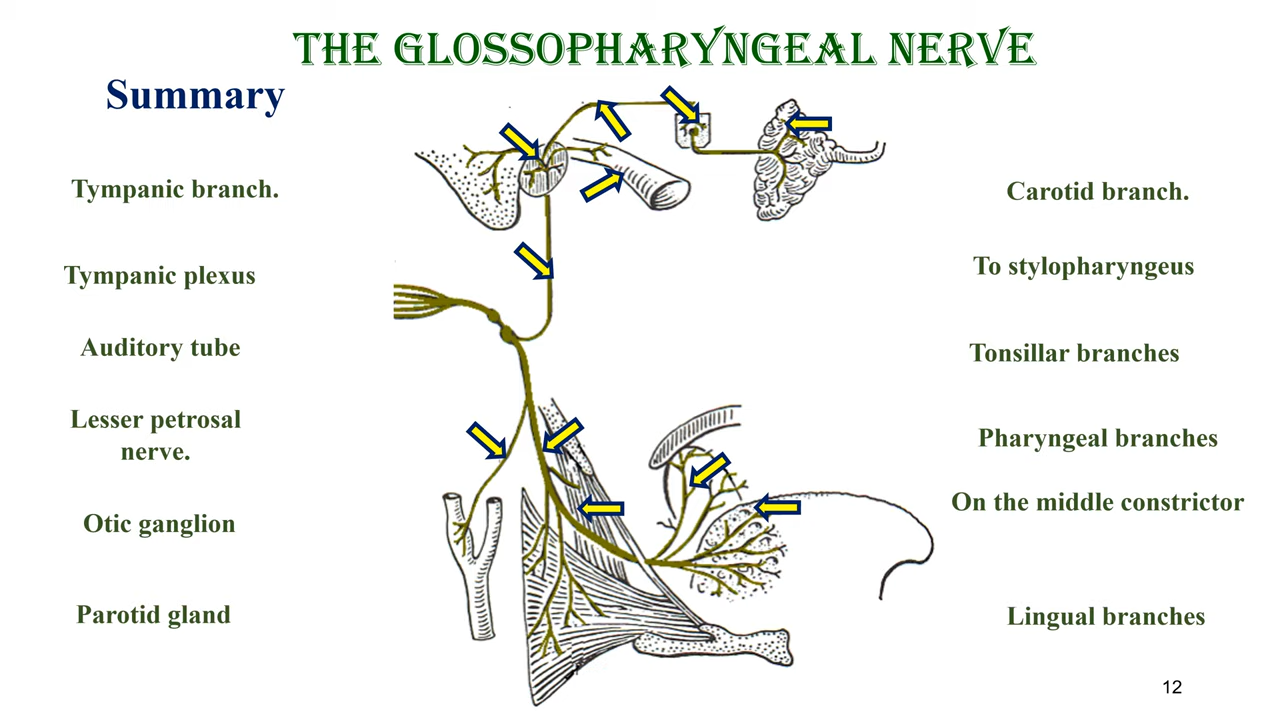 THE GLOSSOPHARYNGEAL NERVE
Summary
Tympanic branch.
Tympanic plexus
Auditory tube
Lesser petrosal
nerve.
Otic ganglion
Parotid gland
Carotid branch.
To stylopharyngeus
Tonsillar branches
Pharyngeal branches
On the middle constrictor
Lingual branches
12